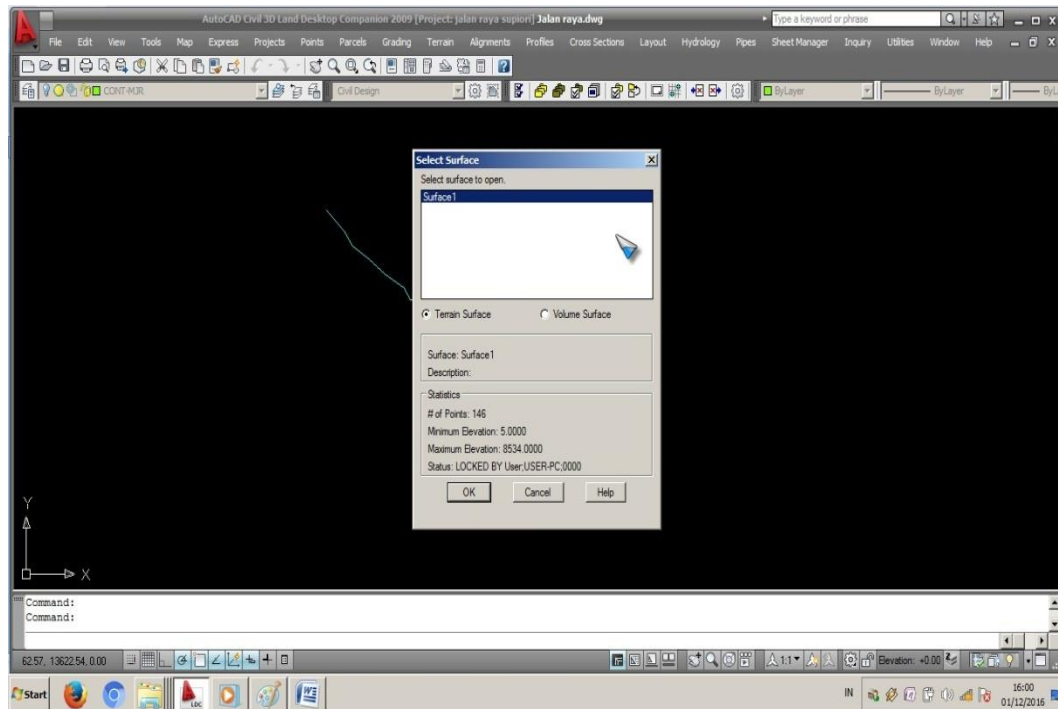 AutoCAD Civil 3D Land Desktop Companion 2009 [Project: jalan raya supiori] Jalan raya.dwg
Type a keyword or phrase
File Edit View Tools Map Express Projects Points Parcels Grading Terrain Alignments Profiles Cross Sections Layout Hydrology Pipes Sheet Manager Inquiry Utilities Window Help
CONT-MJR
Civil Design
ByLayer
ByLayer
ByL
Select Surface
Select surface to open.
Surface1
Terrain Surface
Volume Surface
Surface: Surface1
Description:
Statistics
# of Points: 146
Minimum Elevation: 5.0000
Maximum Elevation: 8534.0000
Status: LOCKED BY User;USER-PC;0000
OK Cancel Help
Y
X
Command:
Command:
62.57, 13622.54, 0.00
1:1
Elevation: +0.00
Start
LDC
IN
16:00
01/12/2016